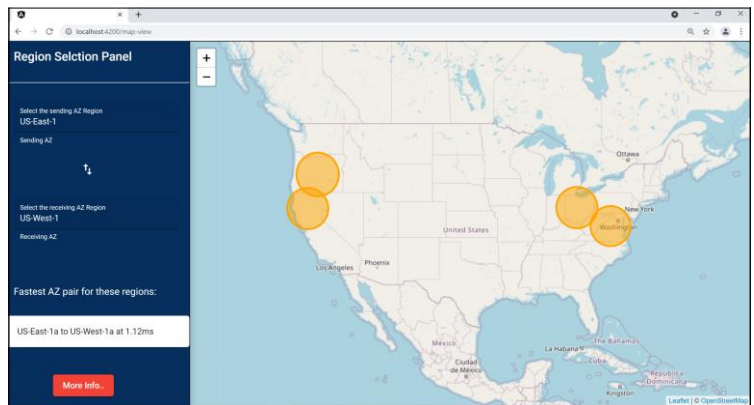 localhost:4200/map-view
Region Selction Panel
Select the sending AZ Region
US-East-1
Sending AZ
Select the receiving AZ Region
US-West-1
Receiving AZ
Fastest AZ pair for these regions:
US-East-1a to US-West-1a at 1.12ms
More Info..
+
−
Ottawa
New York
Washington
United States
Los Angeles
Phoenix
México
Ciudad
de México
La Habana
Cuba
The Bahamas
República
Dominicana
Kingston
Leaflet | © OpenStreetMap